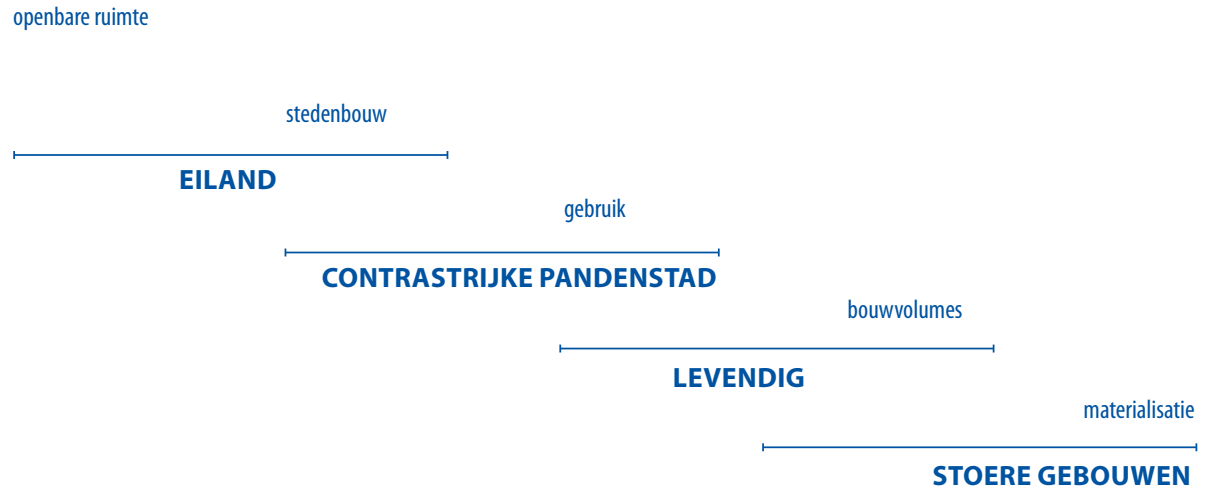 openbare ruimte
stedenbouw
EILAND
gebruik
CONTRASTRIJKE PANDENSTAD
bouwvolumes
LEVENDIG
materialisatie
STOERE GEBOUWEN